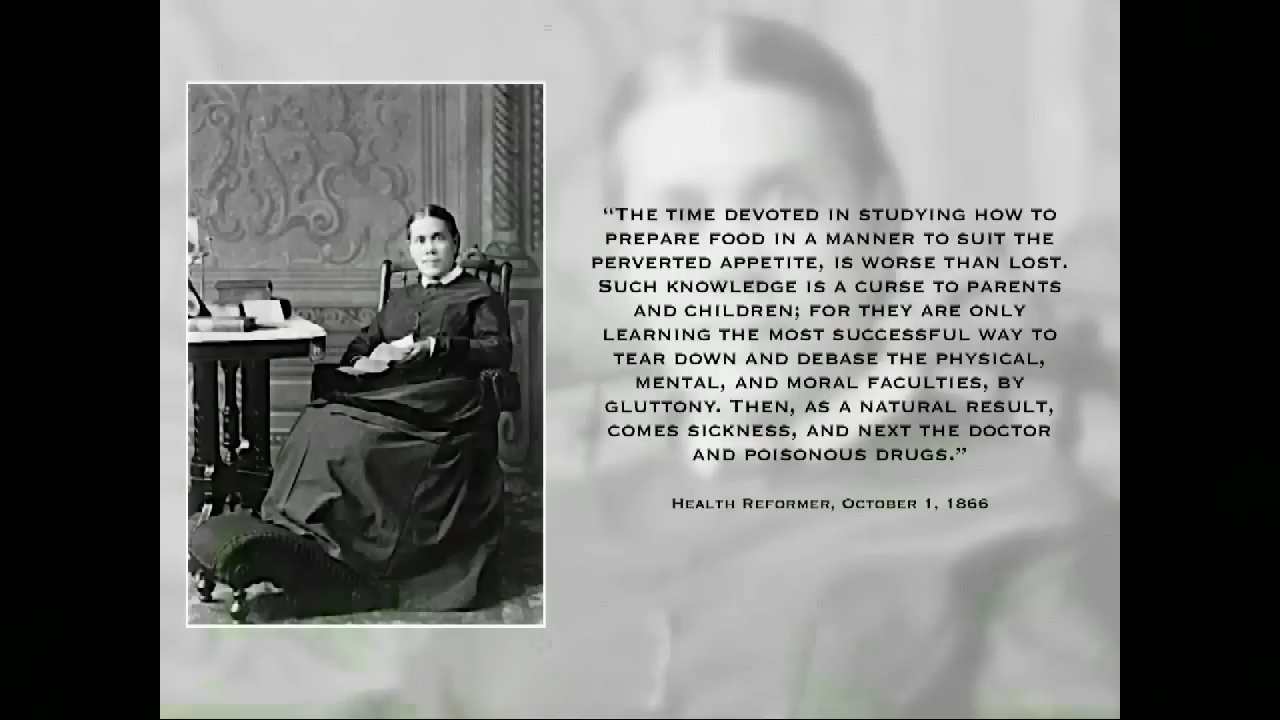 “The time devoted in studying how to
prepare food in a manner to suit the
perverted appetite, is worse than lost.
Such knowledge is a curse to parents
and children; for they are only
learning the most successful way to
tear down and debase the physical,
mental, and moral faculties, by
gluttony. Then, as a natural result,
comes sickness, and next the doctor
and poisonous drugs.”
Health Reformer, October 1, 1866